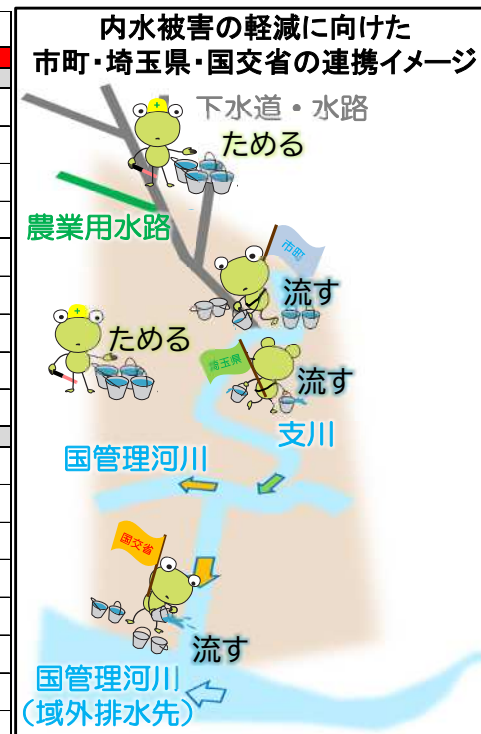 内水被害の軽減に向けた
市町・埼玉県・国交省の連携イメージ
下水道・水路
ためる
農業用水路
市町
流す
ためる
埼玉県
流す
支川
国管理河川
国交省
流す
国管理河川
（域外排水先）